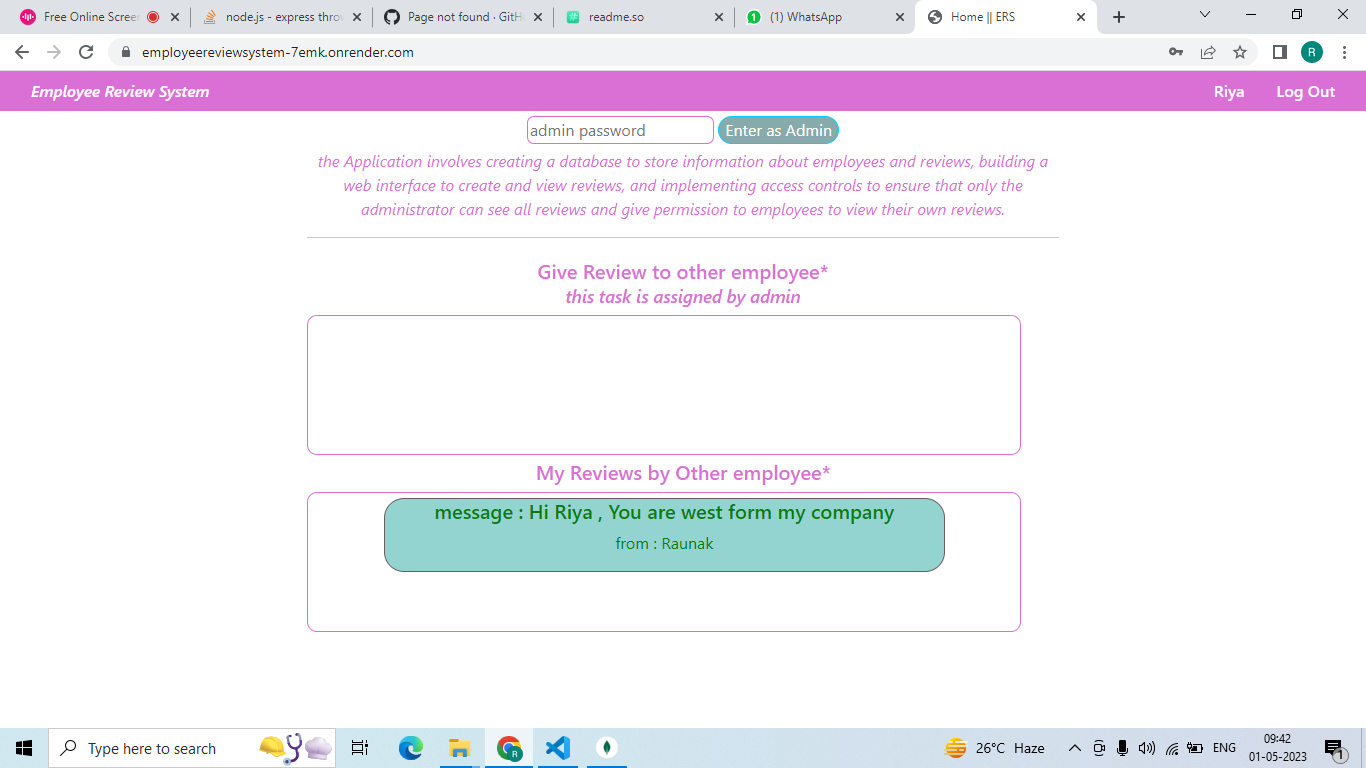 Free Online Scree
node.js - express throw
Page not found · GitH
readme.so
1 (1) WhatsApp
Home || ERS
employeereviewsystem-7emk.onrender.com
R
Employee Review System
Riya
Log Out
admin password
Enter as Admin
the Application involves creating a database to store information about employees and reviews, building a
web interface to create and view reviews, and implementing access controls to ensure that only the
administrator can see all reviews and give permission to employees to view their own reviews.
Give Review to other employee*
this task is assigned by admin
My Reviews by Other employee*
message : Hi Riya , You are west form my company
from : Raunak
Type here to search
R
26°C Haze
ENG
09:42
01-05-2023
1